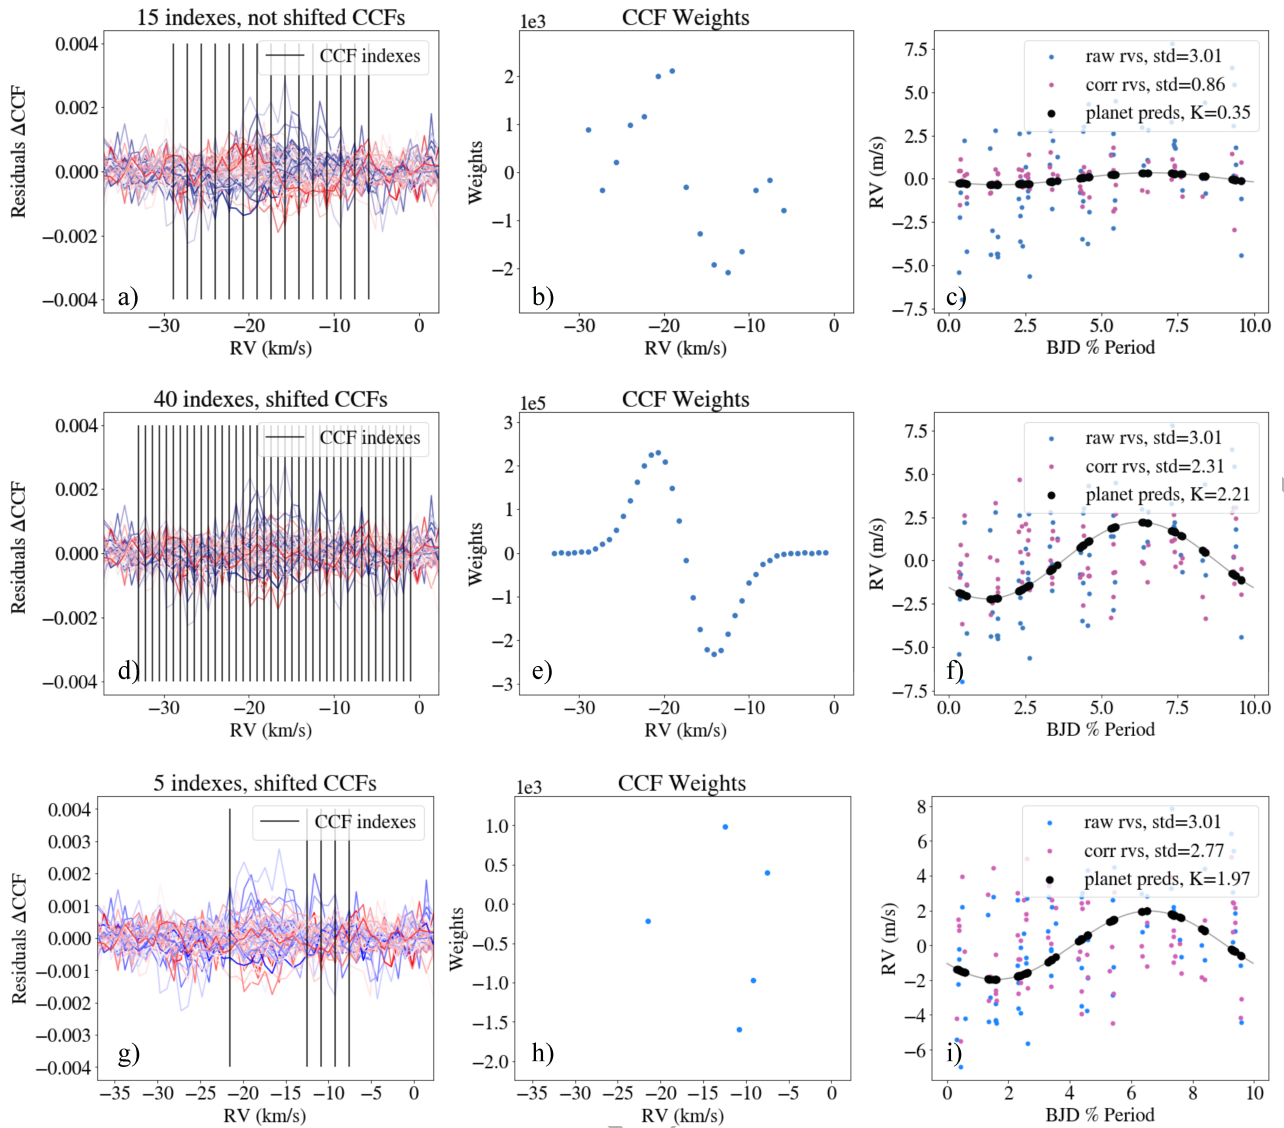 15 indexes, not shifted CCFs
CCF indexes
Residuals ΔCCF
0.004
0.002
0.000
−0.002
−0.004
a)
−30 −20 −10 0
RV (km/s)
CCF Weights
1e3
Weights
2
1
0
−1
−2
b)
−30 −20 −10 0
RV (km/s)
raw rvs, std=3.01
corr rvs, std=0.86
planet preds, K=0.35
RV (m/s)
7.5
5.0
2.5
0.0
−2.5
−5.0
−7.5
c)
0.0 2.5 5.0 7.5 10.0
BJD % Period
40 indexes, shifted CCFs
CCF indexes
Residuals ΔCCF
0.004
0.002
0.000
−0.002
−0.004
d)
−30 −20 −10 0
RV (km/s)
CCF Weights
1e5
Weights
3
2
1
0
−1
−2
−3
e)
−30 −20 −10 0
RV (km/s)
raw rvs, std=3.01
corr rvs, std=2.31
planet preds, K=2.21
RV (m/s)
7.5
5.0
2.5
0.0
−2.5
−5.0
−7.5
f)
0.0 2.5 5.0 7.5 10.0
BJD % Period
5 indexes, shifted CCFs
CCF indexes
Residuals ΔCCF
0.004
0.003
0.002
0.001
0.000
−0.001
−0.002
−0.003
−0.004
g)
−35 −30 −25 −20 −15 −10 −5 0
RV (km/s)
CCF Weights
1e3
Weights
1.0
0.5
0.0
−0.5
−1.0
−1.5
−2.0
h)
−35 −30 −25 −20 −15 −10 −5 0
RV (km/s)
raw rvs, std=3.01
corr rvs, std=2.77
planet preds, K=1.97
RV (m/s)
8
6
4
2
0
−2
−4
−6
i)
0 2 4 6 8 10
BJD % Period